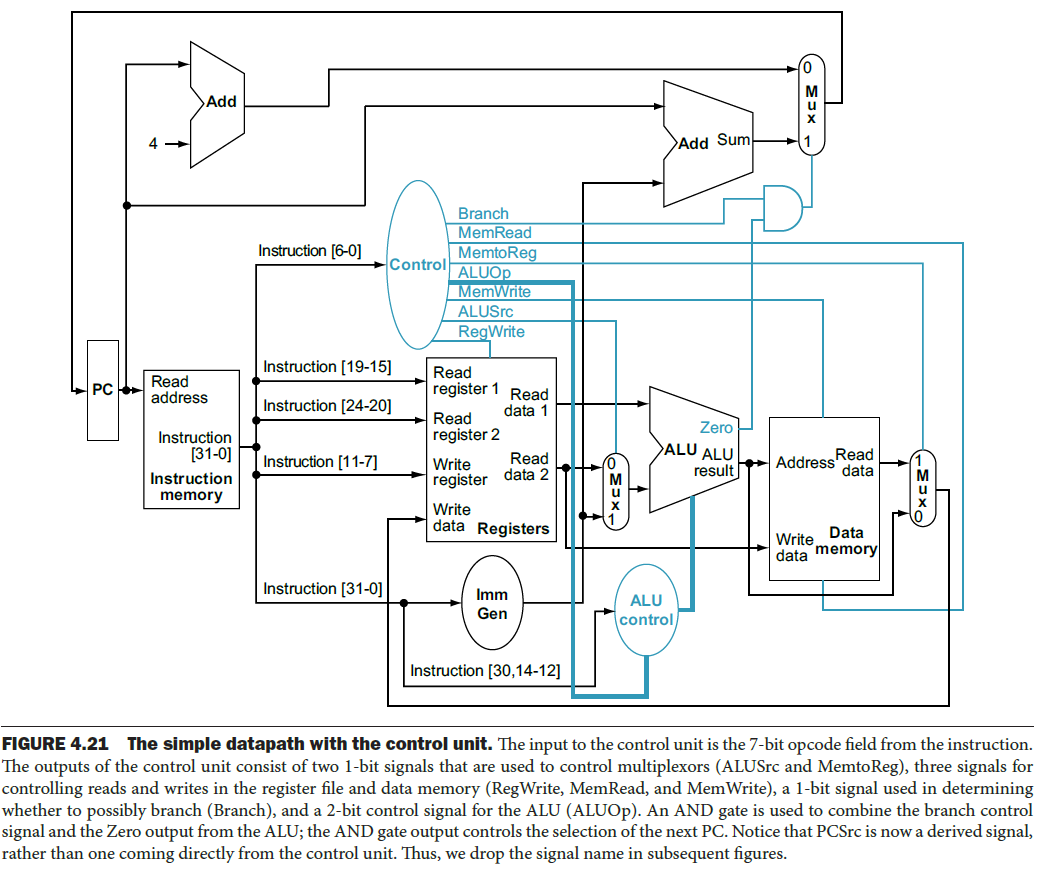 0
M
u
x
1
Add
4
Add Sum
Branch
MemRead
MemtoReg
ALUOp
MemWrite
ALUSrc
RegWrite
Control
Instruction [6-0]
Instruction [19-15]
Instruction [24-20]
Instruction [11-7]
Instruction [31-0]
Instruction [30,14-12]
PC
Read
address
Instruction
[31-0]
Instruction
memory
Read
register 1
Read
register 2
Write
register
Write
data
Read
data 1
Read
data 2
Registers
Imm
Gen
0
M
u
x
1
Zero
ALU
ALU
result
ALU
control
Address
Read
data
Write
data
Data
memory
1
M
u
x
0
FIGURE 4.21 The simple datapath with the control unit. The input to the control unit is the 7-bit opcode field from the instruction.
The outputs of the control unit consist of two 1-bit signals that are used to control multiplexors (ALUSrc and MemtoReg), three signals for
controlling reads and writes in the register file and data memory (RegWrite, MemRead, and MemWrite), a 1-bit signal used in determining
whether to possibly branch (Branch), and a 2-bit control signal for the ALU (ALUOp). An AND gate is used to combine the branch control
signal and the Zero output from the ALU; the AND gate output controls the selection of the next PC. Notice that PCSrc is now a derived signal,
rather than one coming directly from the control unit. Thus, we drop the signal name in subsequent figures.